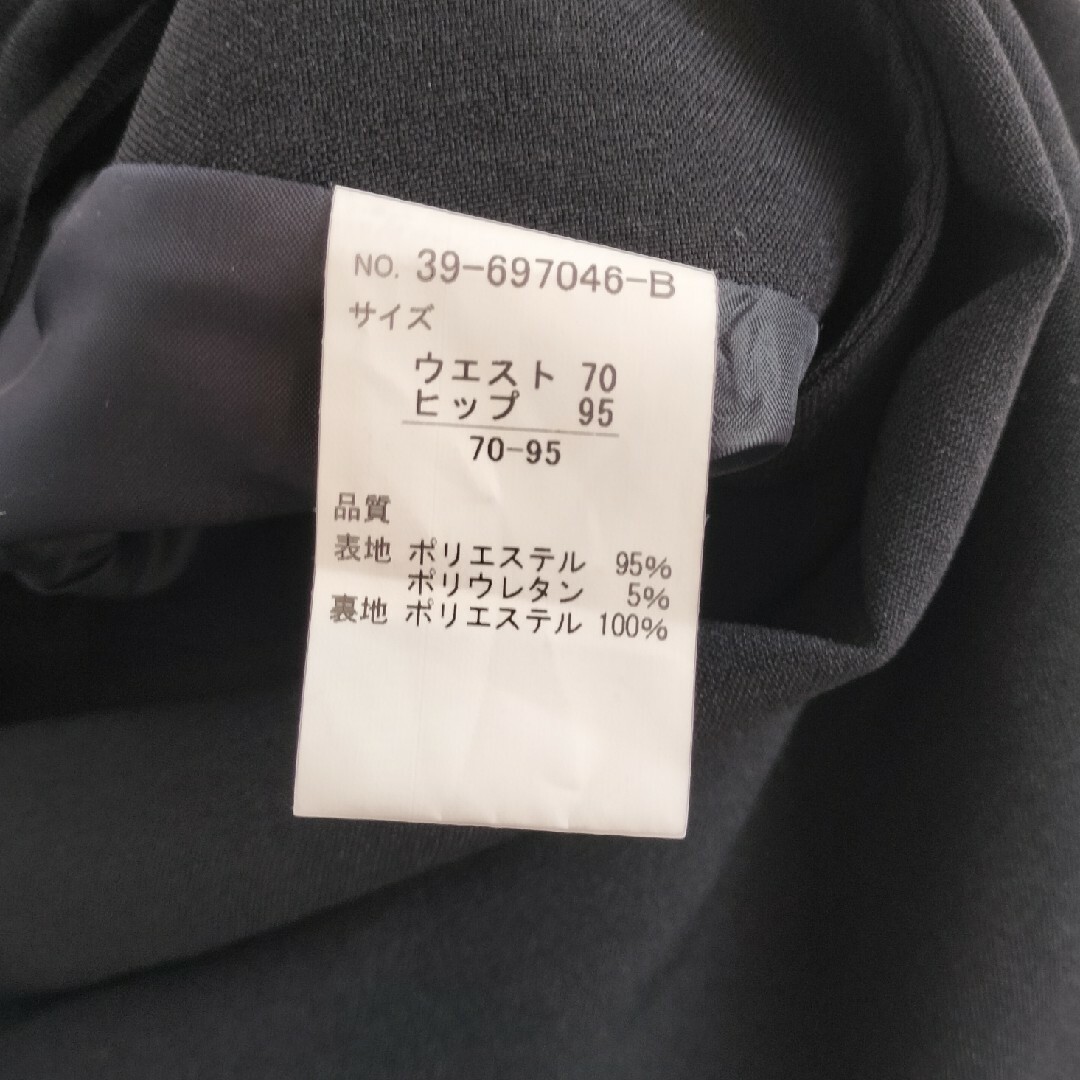 NO. 39-697046-B
サイズ
ウエスト 70
ヒップ 95
70-95
品質
表地 ポリエステル 95%
ポリウレタン 5%
裏地 ポリエステル 100%